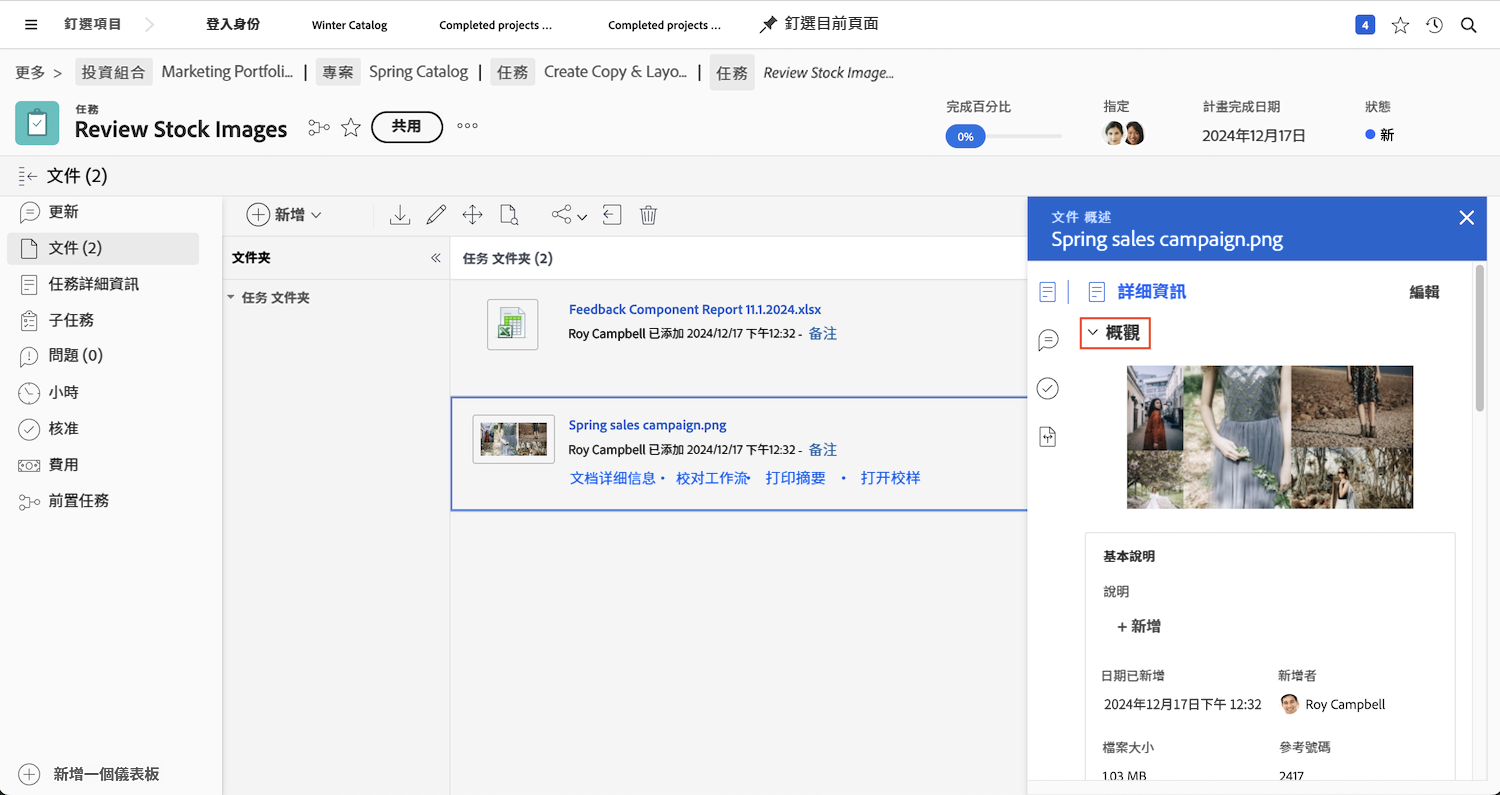 釘選項目 登入身份 Winter Catalog Completed projects ... Completed projects ... 釘選目前頁面 4
更多 > 投資組合 Marketing Portfoli... | 專案 Spring Catalog | 任務 Create Copy & Layo... | 任務 Review Stock Image...
任務
Review Stock Images 共用
完成百分比 指定 計畫完成日期 狀態
0% 2024年12月17日 新
文件 (2)
更新
文件 (2)
任務詳細資訊
子任務
問題 (0)
小時
核准
費用
前置任務
新增一個儀表板
新增
文件夹
任务 文件夹
任务 文件夹 (2)
Feedback Component Report 11.1.2024.xlsx
Roy Campbell 已添加 2024/12/17 下午12:32 - 备注
Spring sales campaign.png
Roy Campbell 已添加 2024/12/17 下午12:32 - 备注
文档详细信息 • 校对工作流 • 打印摘要 • 打开校样
文件 概述
Spring sales campaign.png
詳細資訊 編輯
概觀
基本說明
說明
+ 新增
日期已新增 新增者
2024年12月17日下午 12:32 Roy Campbell
檔案大小 參考號碼
1.03 MB 2417